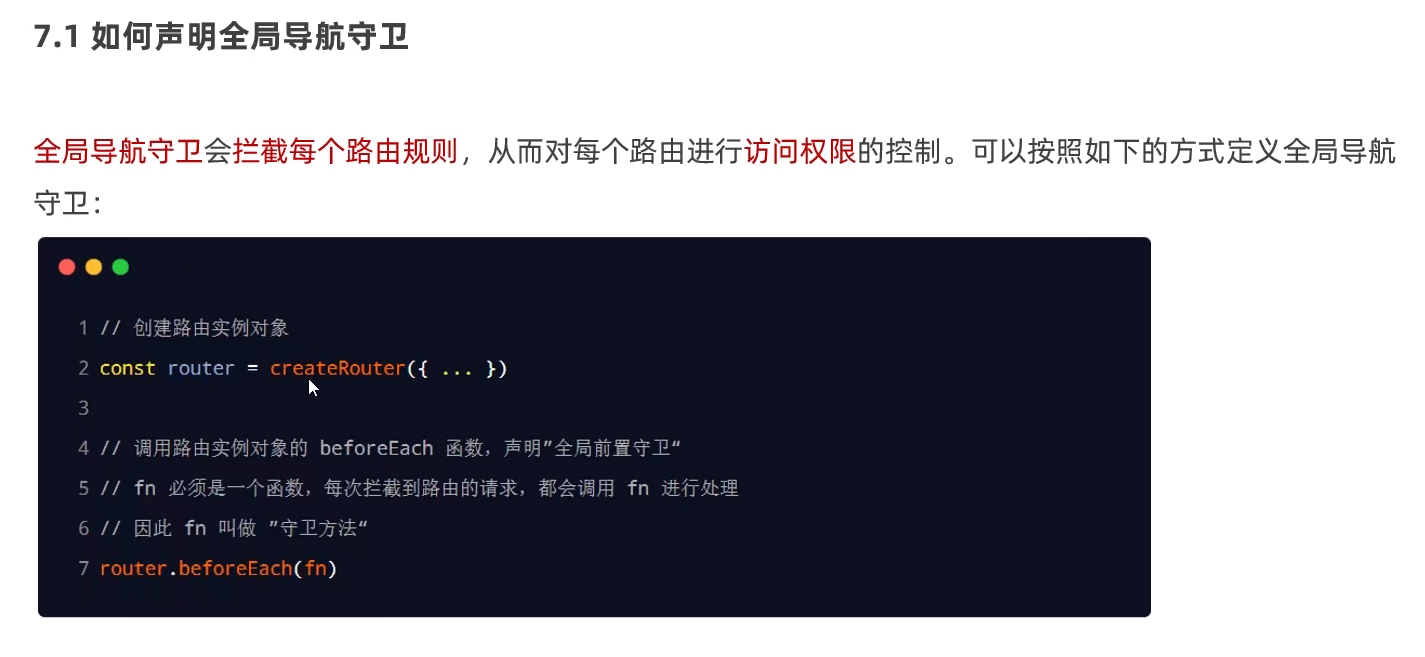 7.1 如何声明全局导航守卫
全局导航守卫会拦截每个路由规则，从而对每个路由进行访问权限的控制。可以按照如下的方式定义全局导航
守卫：
1 // 创建路由实例对象
2 const router = createRouter({ ... })
3
4 // 调用路由实例对象的 beforeEach 函数，声明”全局前置守卫“
5 // fn 必须是一个函数，每次拦截到路由的请求，都会调用 fn 进行处理
6 // 因此 fn 叫做 ”守卫方法“
7 router.beforeEach(fn)